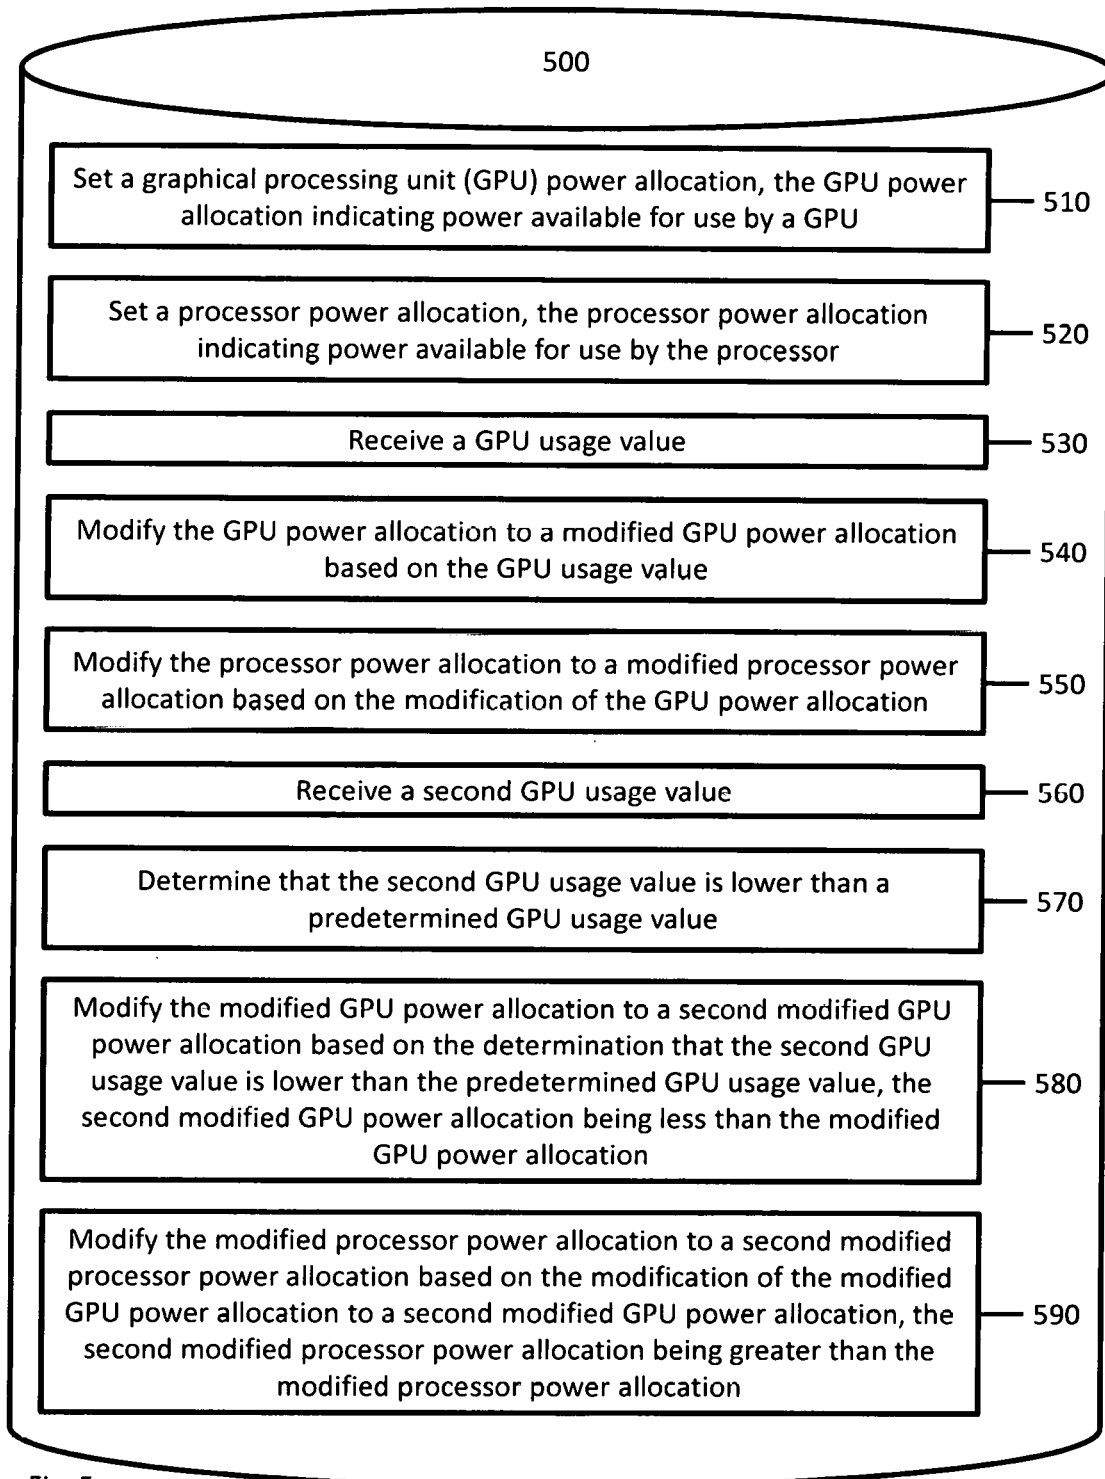 500
Set a graphical processing unit (GPU) power
allocation, the GPU power
allocation indicating power available for use by a GPU
510
Set a processor power allocation, the processor power allocation
indicating power available for use by the processor
520
Receive a GPU usage value
530
Modify the GPU power allocation to a modified GPU power allocation
based on the GPU usage value
540
Modify the processor power allocation to a modified processor power
allocation based on the modification of the GPU power allocation
550
Receive a second GPU usage value
560
Determine that the second GPU usage value is lower than a
predetermined GPU usage value
570
Modify the modified GPU power allocation to a second modified GPU
power allocation based on the determination that the second GPU
usage value is lower than the predetermined GPU usage value, the
second modified GPU power allocation being less than the modified
GPU power allocation
580
Modify the modified processor power allocation to a second modified
processor power allocation based on the modification of the modified
GPU power allocation to a second modified GPU power allocation, the
second modified processor power allocation being greater than the
modified processor power allocation
590